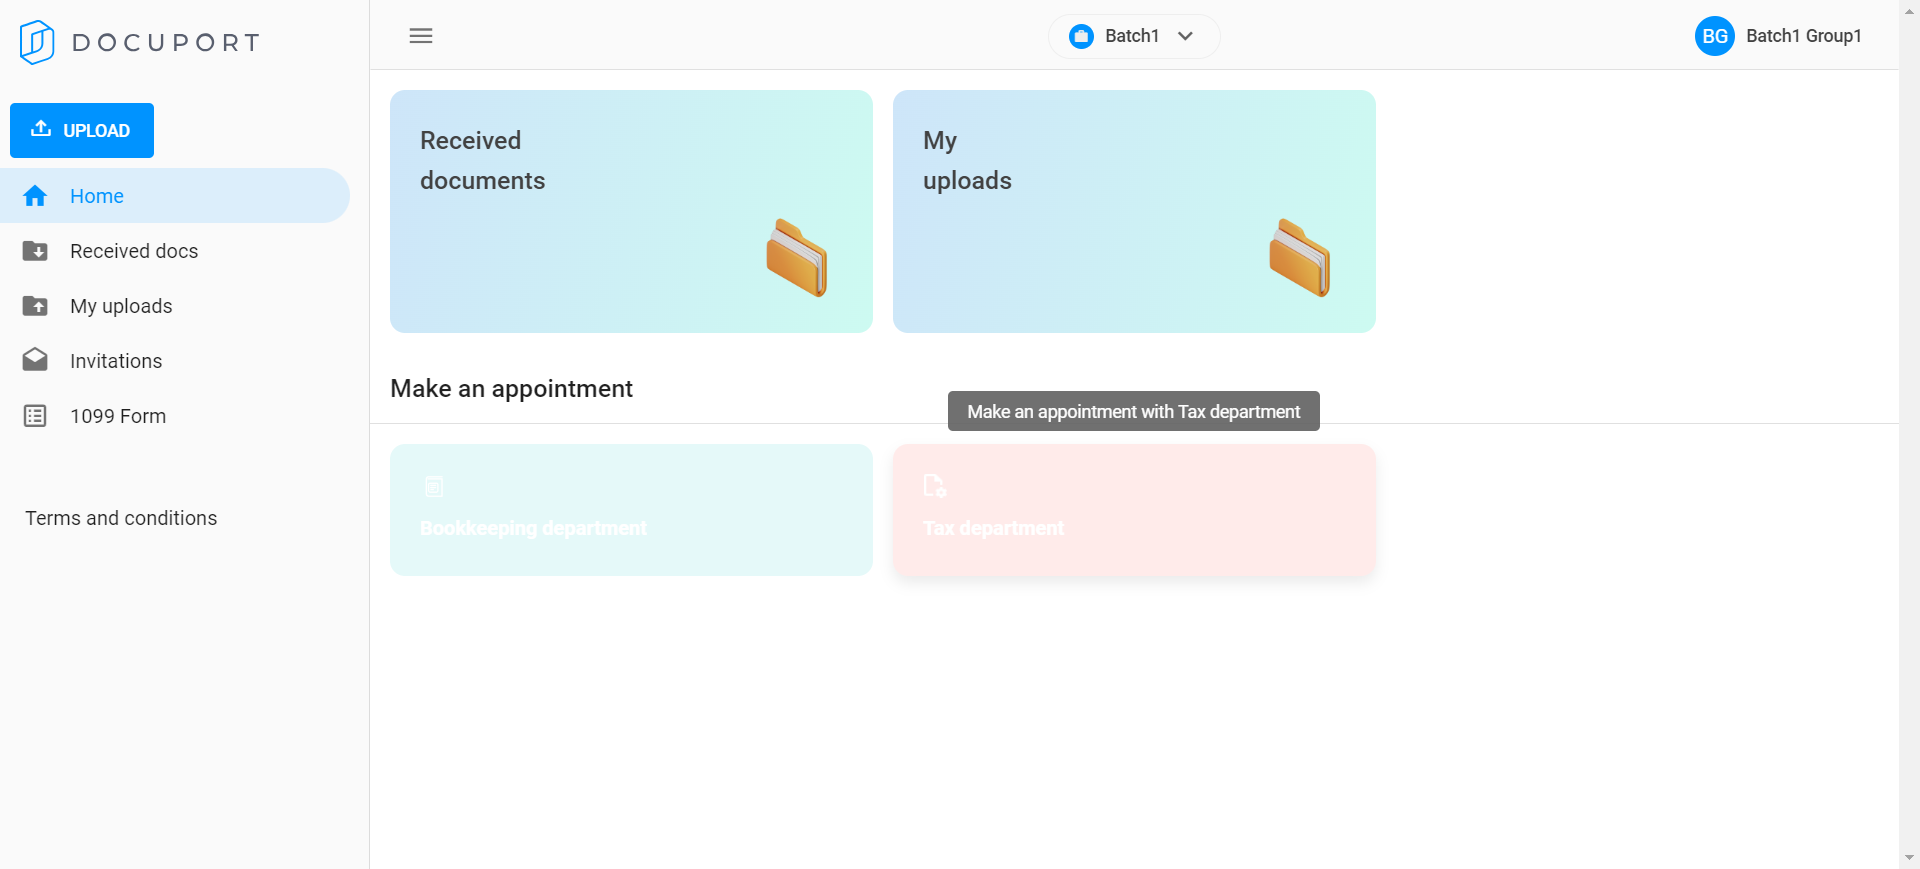 DOCUPORT
Batch1
BG
Batch1 Group1
UPLOAD
Home
Received docs
My uploads
Invitations
1099 Form
Terms and conditions
Received
documents
My
uploads
Make an appointment
Make an appointment with Tax department
Bookkeeping department
Tax department